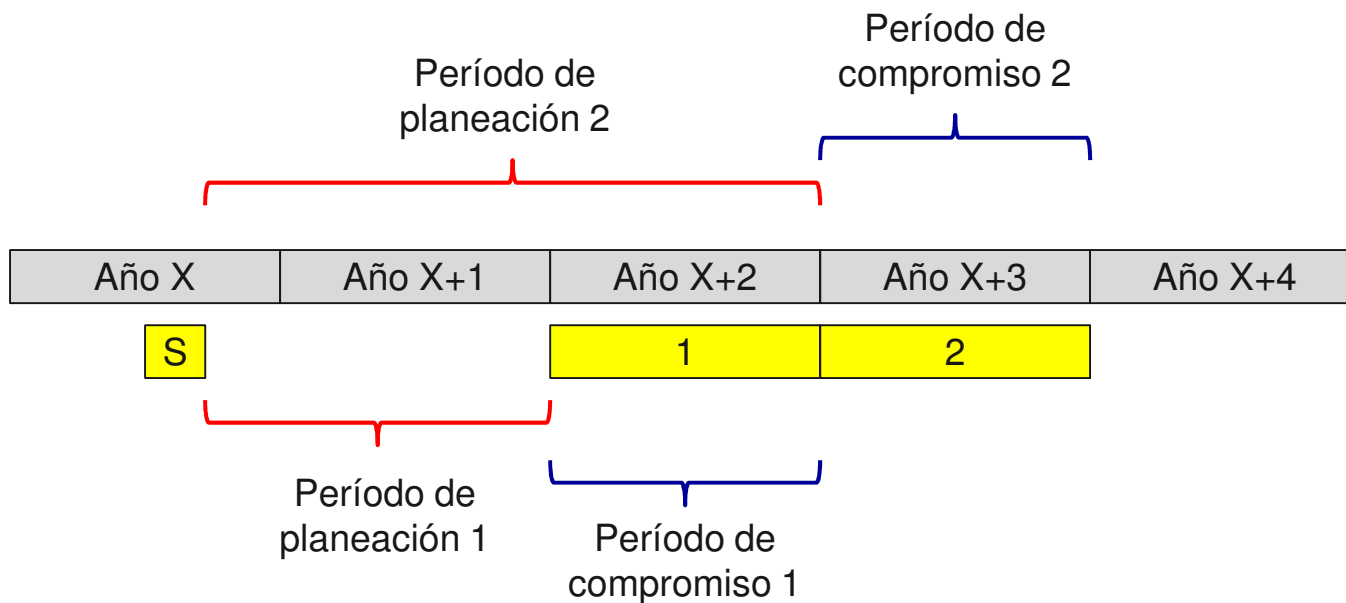 Período de
compromiso 2
Período de
planeación 2
Año X
Año X+1
Año X+2
Año X+3
Año X+4
S
1
2
Período de
planeación 1
Período de
compromiso 1